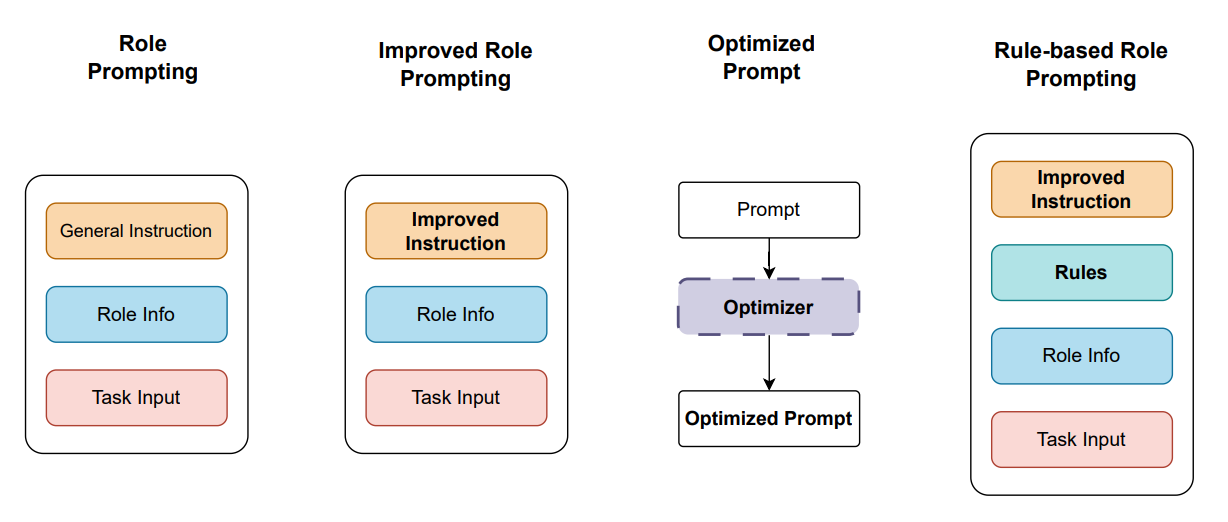 Role
Prompting
Improved Role
Prompting
Optimized
Prompt
Rule-based Role
Prompting
General Instruction
Role Info
Task Input
Improved
Instruction
Role Info
Task Input
Prompt
Optimizer
Optimized Prompt
Improved
Instruction
Rules
Role Info
Task Input